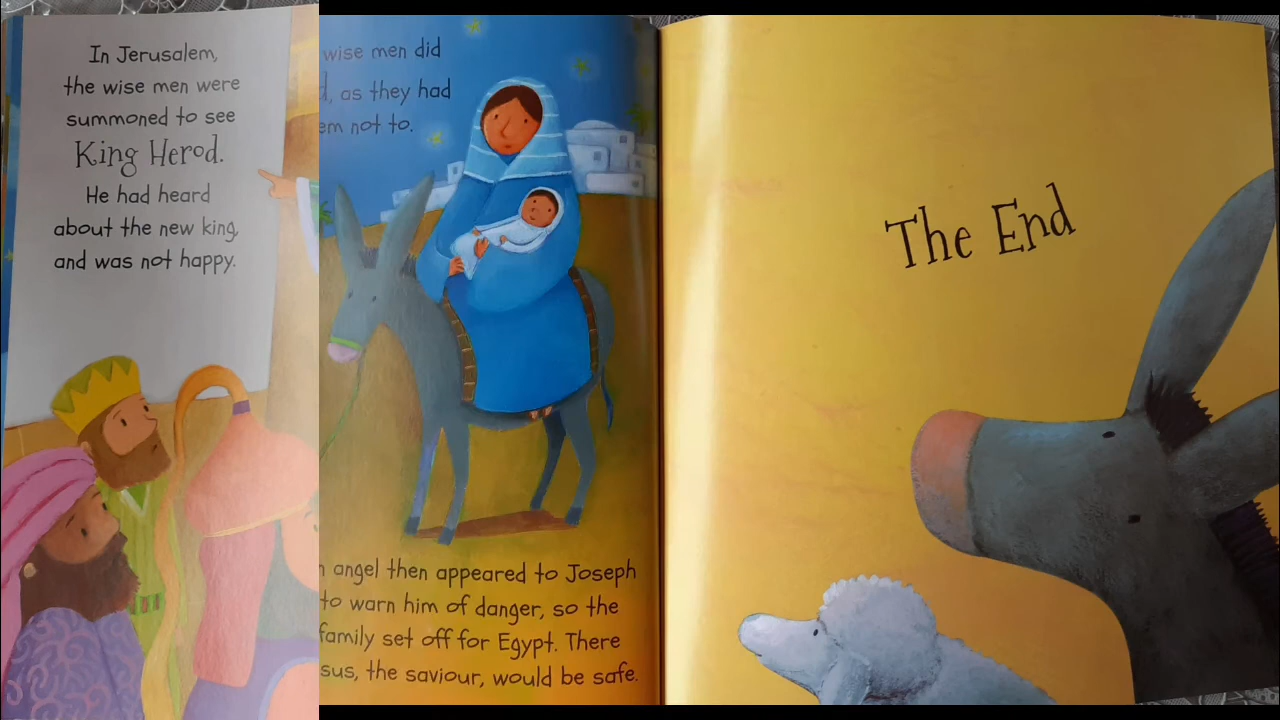 In Jerusalem,
the wise men were
summoned to see
King Herod.
He had heard
about the new king,
and was not happy.
wise men did
, as they had
not to.
angel then appeared to Joseph
to warn him of danger, so the
family set off for Egypt. There
, the saviour, would be safe.
The End